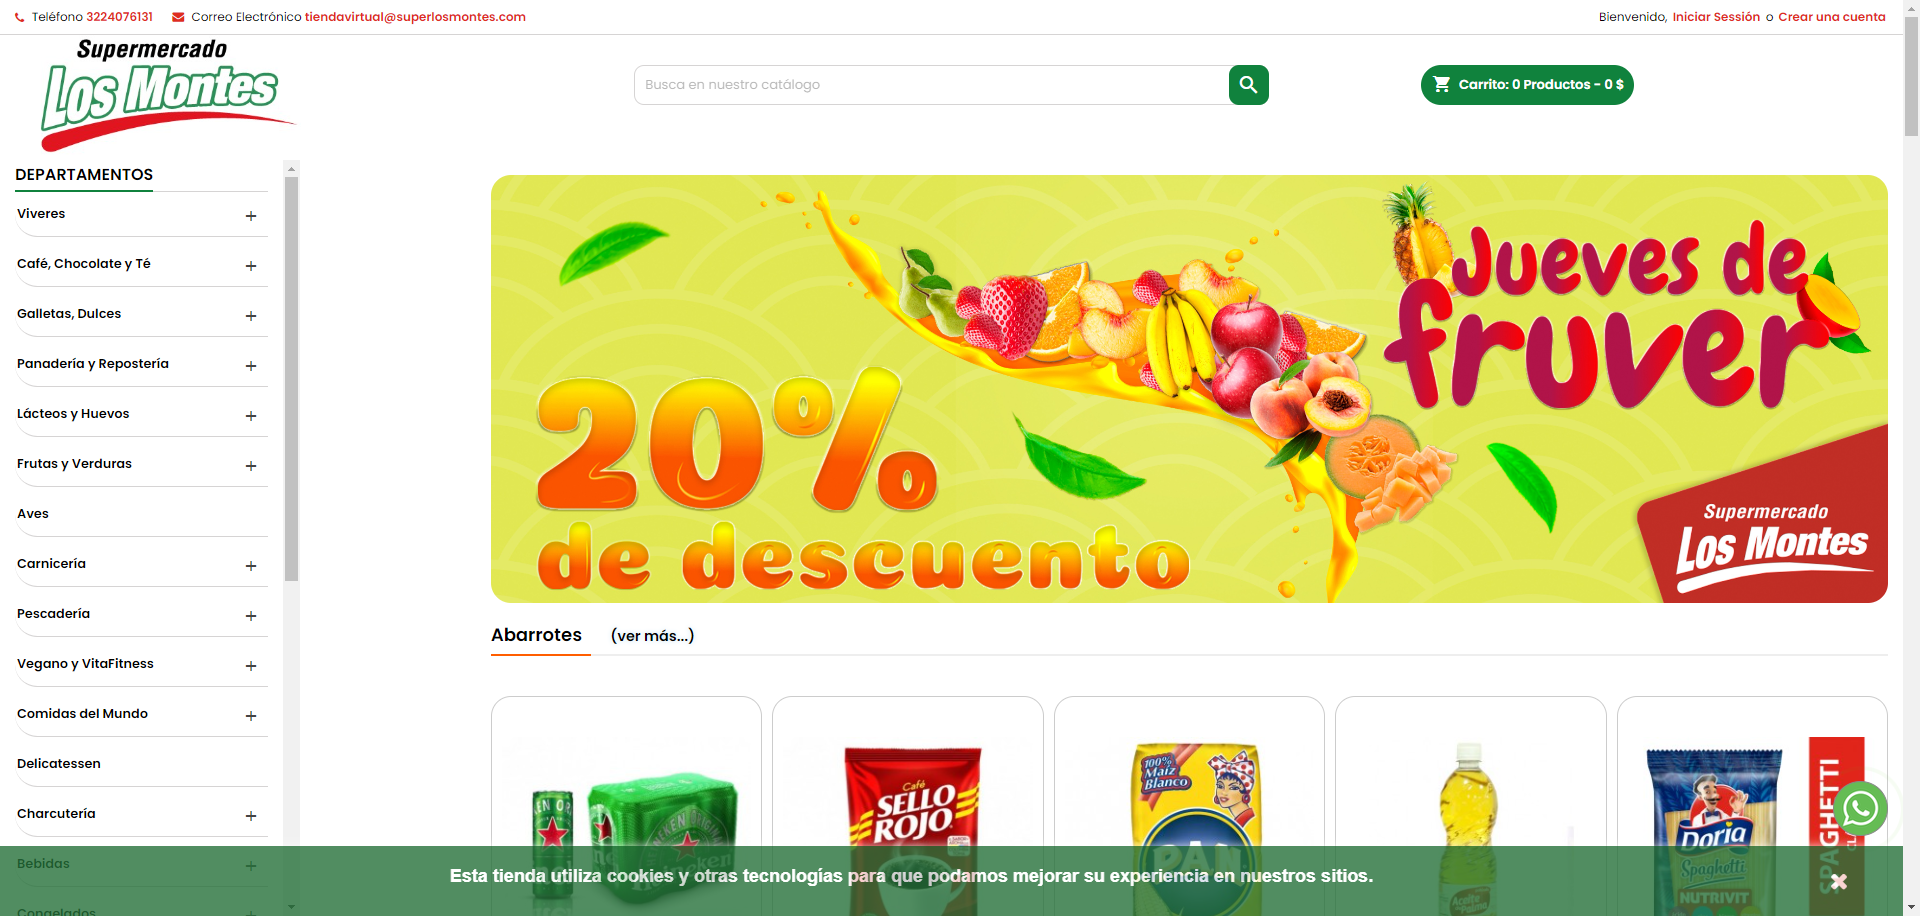 Teléfono 3224076131 Correo Electrónico tiendavirtual@superlosmontes.com
Bienvenido, Iniciar Sessión o Crear una cuenta
Supermercado
Los Montes
Busca en nuestro catálogo
Carrito: 0 Productos - 0 $
DEPARTAMENTOS
Viveres
Café, Chocolate y Té
Galletas, Dulces
Panadería y Repostería
Lácteos y Huevos
Frutas y Verduras
Aves
Carnicería
Pescadería
Vegano y VitaFitness
Comidas del Mundo
Delicatessen
Charcutería
Bebidas
Congelados
Jueves de
fruver
20%
de descuento
Supermercado
Los Montes
Abarrotes (ver más...)
Café
SELLO
ROJO
100%
Maíz
Blanco
PAN
Doria
Spaghetti
NUTRIVIT
SPAGHETTI
Esta tienda utiliza cookies y otras tecnologías para que podamos mejorar su experiencia en nuestros sitios.